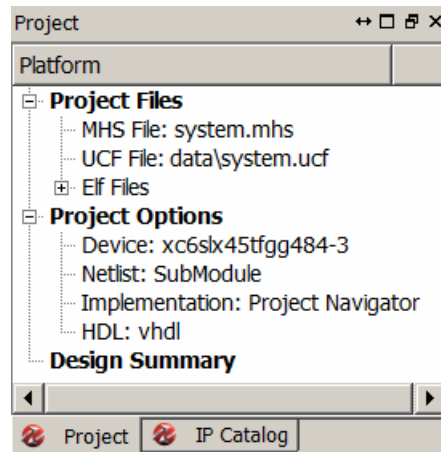 Project
Platform
Project Files
MHS File: system.mhs
UCF File: data\system.ucf
Elf Files
Project Options
Device: xc6slx45tfgg484-3
Netlist: SubModule
Implementation: Project Navigator
HDL: vhdl
Design Summary
Project IP Catalog